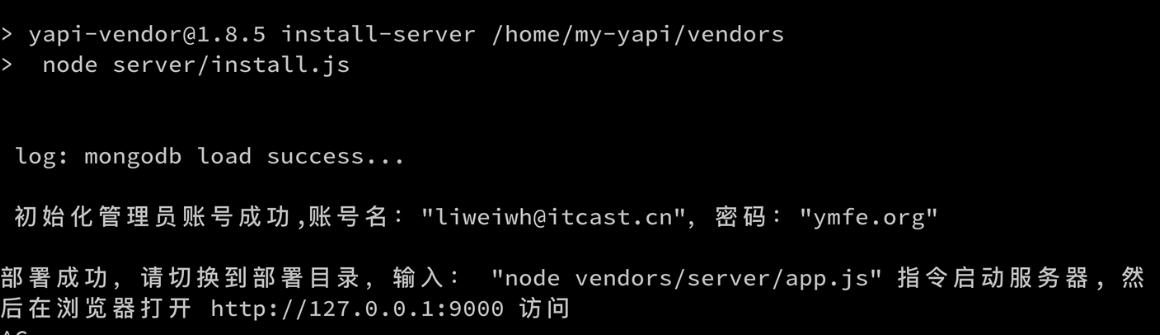 > yapi-vendor@1.8.5 install-server /home/my-yapi/vendors
>  node server/install.js
log: mongodb load success...
初始化管理员账号成功,账号名："liweiwh@itcast.cn"，密码："ymfe.org"
部署成功，请切换到部署目录，输入： "node vendors/server/app.js" 指令启动服务器, 然
后在浏览器打开 http://127.0.0.1:9000 访问